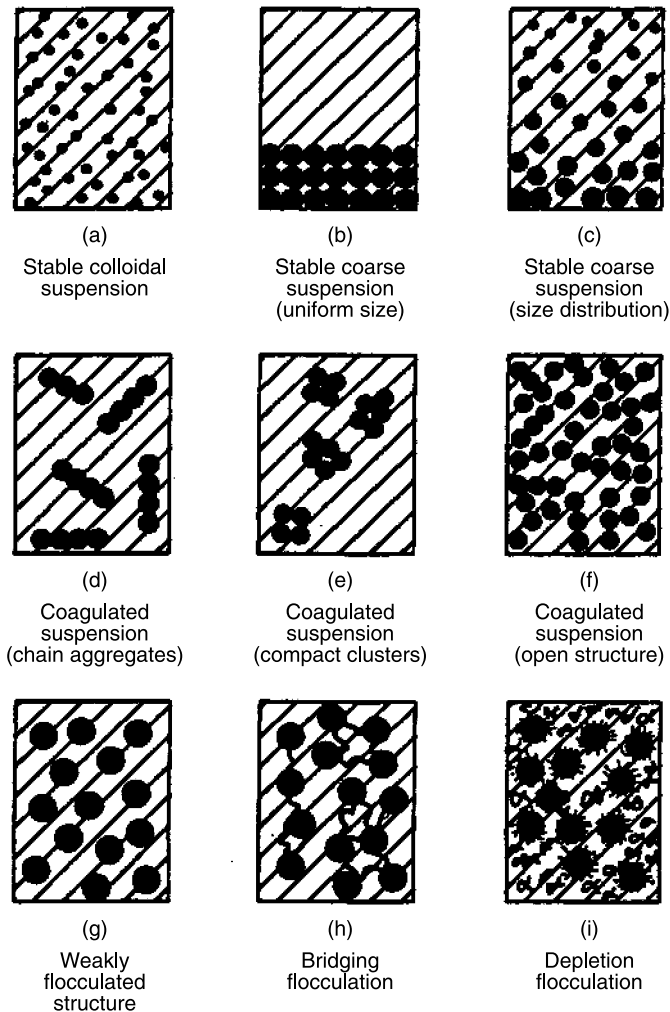 (a)
Stable colloidal
suspension
(b)
Stable coarse
suspension
(uniform size)
(c)
Stable coarse
suspension
(size distribution)
(d)
Coagulated
suspension
(chain aggregates)
(e)
Coagulated
suspension
(compact clusters)
(f)
Coagulated
suspension
(open structure)
(g)
Weakly
flocculated
structure
(h)
Bridging
flocculation
(i)
Depletion
flocculation